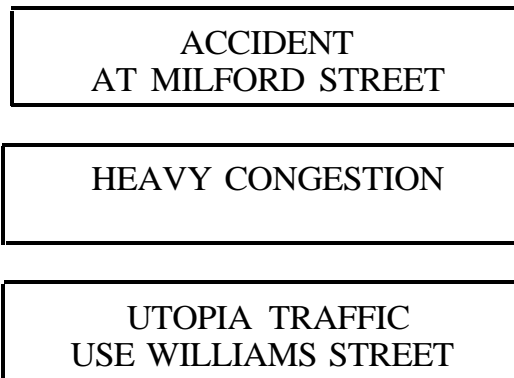 ACCIDENT
AT MILFORD STREET
HEAVY CONGESTION
UTOPIA TRAFFIC
USE WILLIAMS STREET